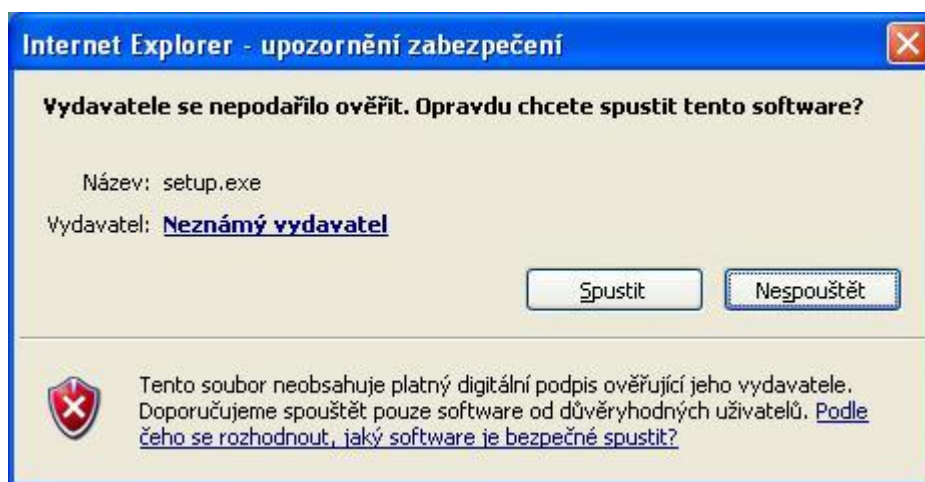 Internet Explorer - upozornění zabezpečení
Vydavatele se nepodařilo ověřit. Opravdu chcete spustit tento software?
Název: setup.exe
Vydavatel: Neznámý vydavatel
Spustit Nespouštět
Tento soubor neobsahuje platný digitální podpis ověřující jeho vydavatele.
Doporučujeme spouštět pouze software od důvěryhodných uživatelů. Podle
čeho se rozhodnout, jaký software je bezpečné spustit?